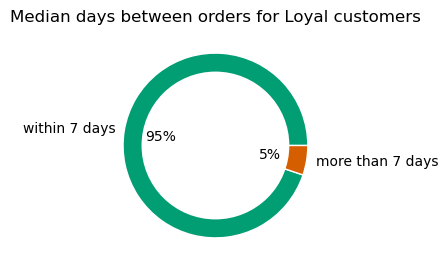 Median days between orders for Loyal customers
within 7 days
95%
5%
more than 7 days